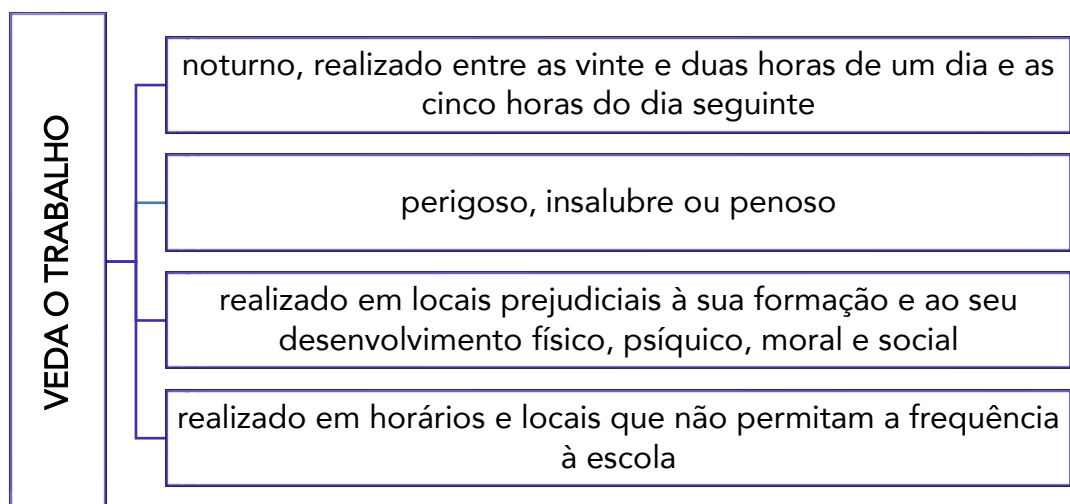 VEDA O TRABALHO
noturno, realizado entre as vinte e duas horas de um dia e as
cinco horas do dia seguinte
perigoso, insalubre ou penoso
realizado em locais prejudiciais à sua formação e ao seu
desenvolvimento físico, psíquico, moral e social
realizado em horários e locais que não permitam a frequência
à escola